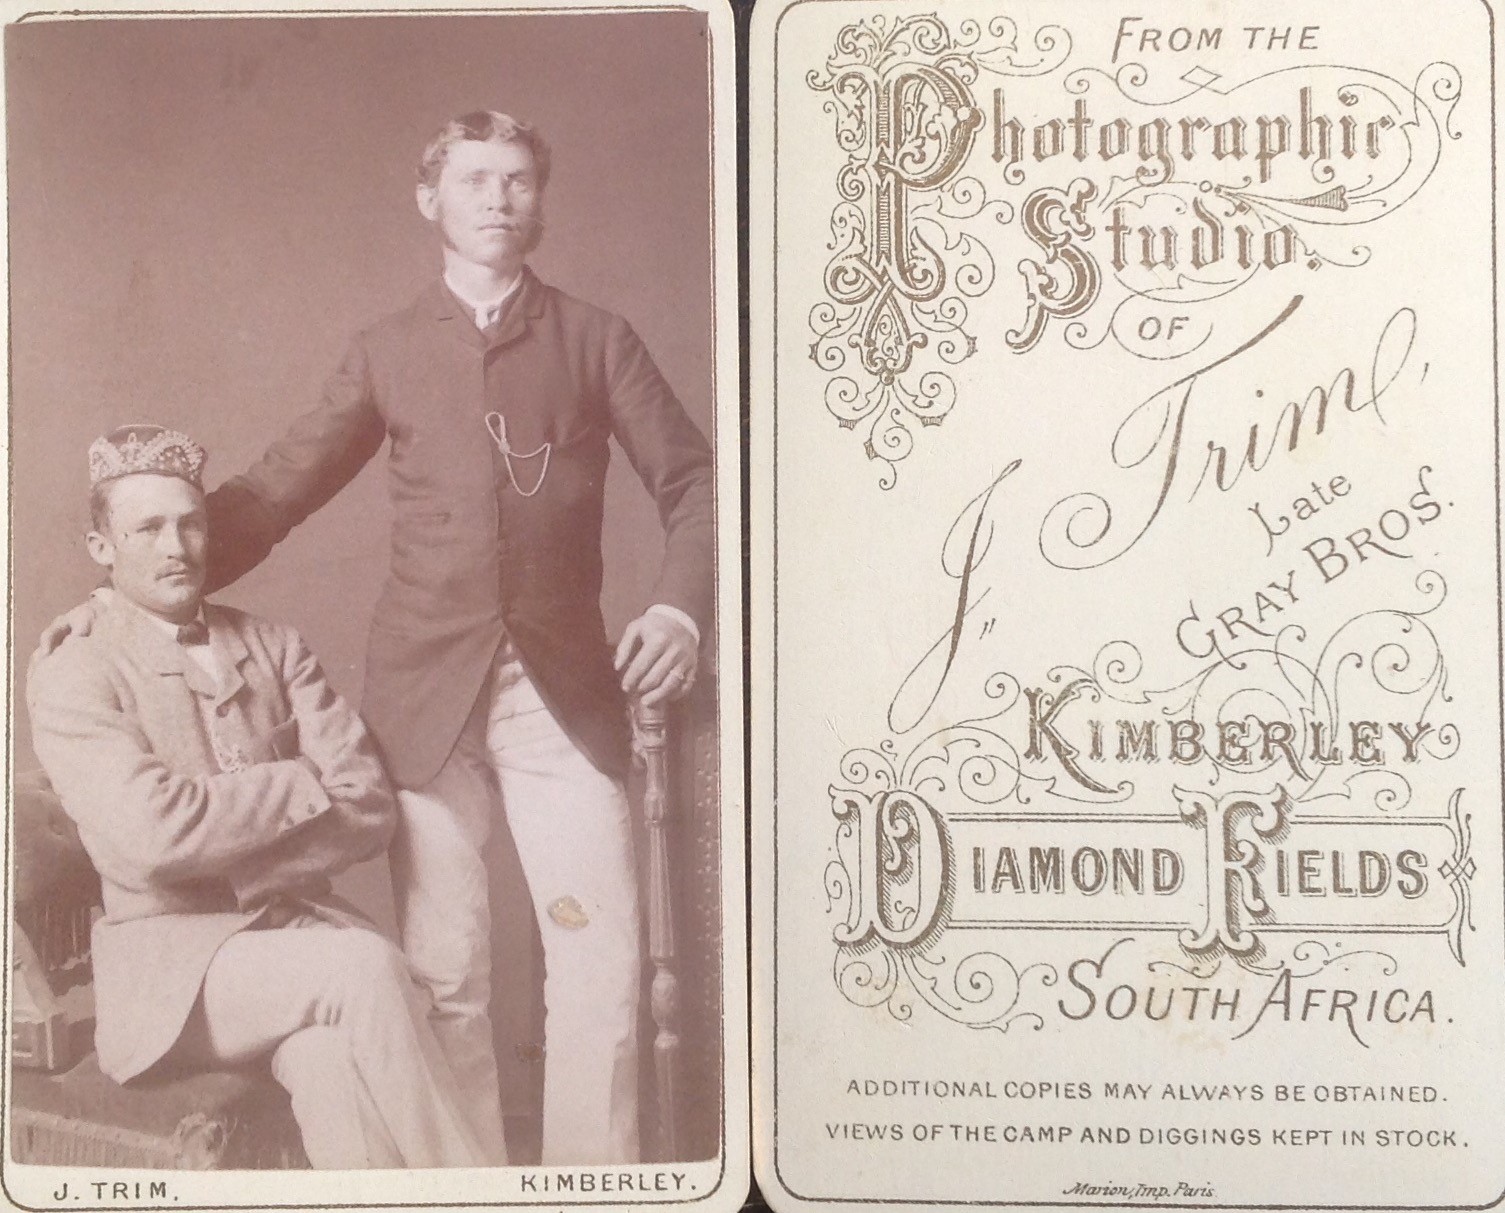 J. TRIM.
KIMBERLEY.
FROM THE
Photographic
Studio.
OF
J. Trim,
Late
GRAY BROS.
KIMBERLEY
DIAMOND FIELDS
SOUTH AFRICA.
ADDITIONAL COPIES MAY ALWAYS BE OBTAINED.
VIEWS OF THE CAMP AND DIGGINGS KEPT IN STOCK.
Marion, Imp. Paris